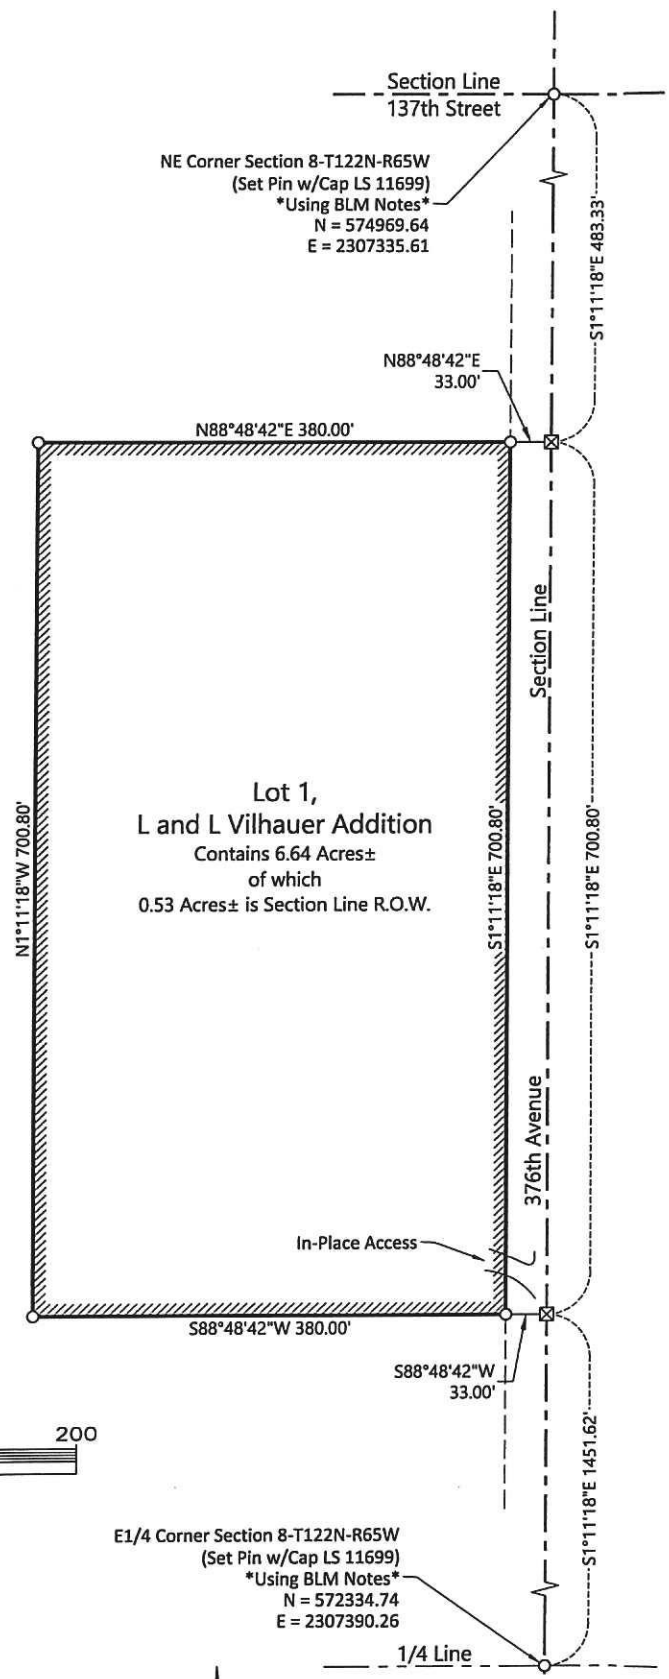 Section Line
137th Street
NE Corner Section 8-T122N-R65W
(Set Pin w/Cap LS 11699)
*Using BLM Notes*
N = 574969.64
E = 2307335.61
S1°11'18"E 483.33'
N88°48'42"E
33.00'
N88°48'42"E 380.00'
Section Line
Lot 1,
L and L Vilhauer Addition
Contains 6.64 Acres±
of which
0.53 Acres± is Section Line R.O.W.
N1°11'18"W 700.80'
S1°11'18"E 700.80'
S1°11'18"E 700.80'
376th Avenue
In-Place Access
S88°48'42"W 380.00'
S88°48'42"W
33.00'
200
S1°11'18"E 1451.62'
E1/4 Corner Section 8-T122N-R65W
(Set Pin w/Cap LS 11699)
*Using BLM Notes*
N = 572334.74
E = 2307390.26
1/4 Line